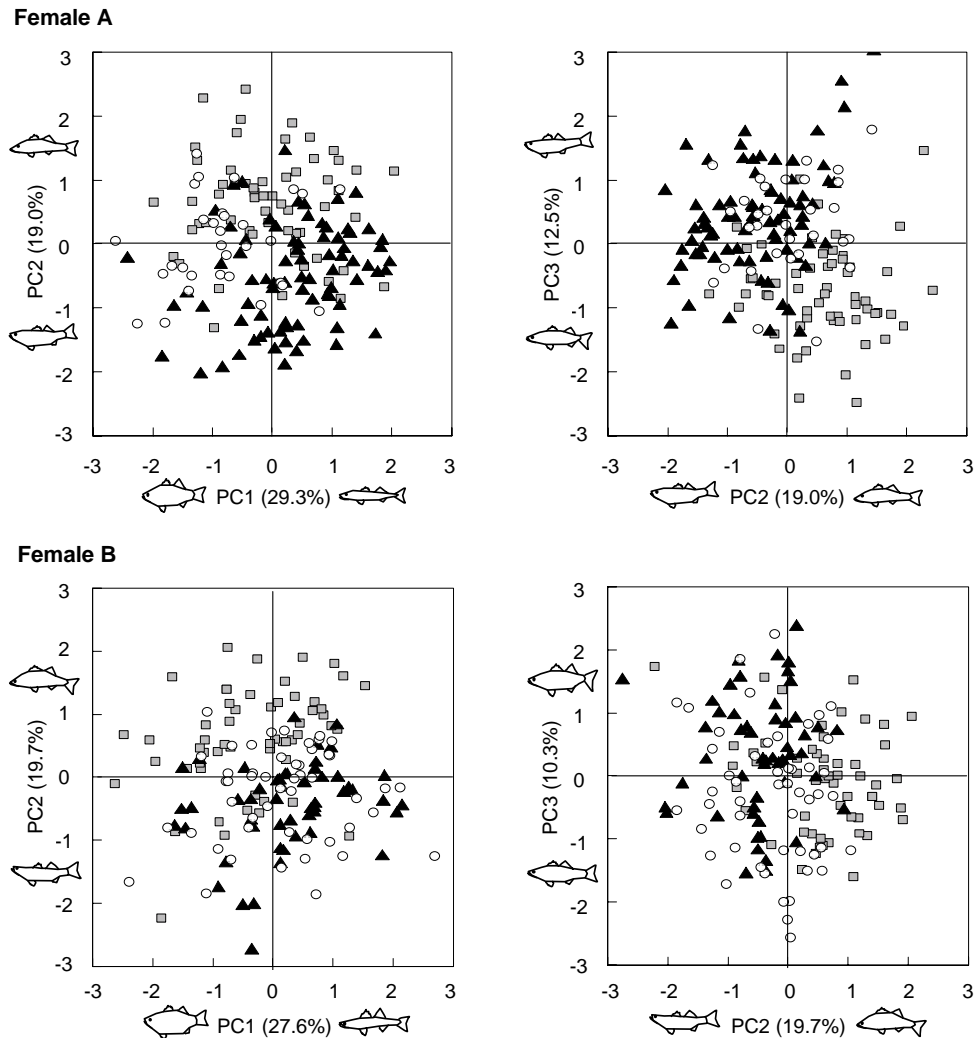 Female A
3
2
1
0
-1
-2
-3
PC2 (19.0%)
-3 -2 -1 0 1 2 3
PC1 (29.3%)
3
2
1
0
-1
-2
-3
PC3 (12.5%)
-3 -2 -1 0 1 2 3
PC2 (19.0%)
Female B
3
2
1
0
-1
-2
-3
PC2 (19.7%)
-3 -2 -1 0 1 2 3
PC1 (27.6%)
3
2
1
0
-1
-2
-3
PC3 (10.3%)
-3 -2 -1 0 1 2 3
PC2 (19.7%)